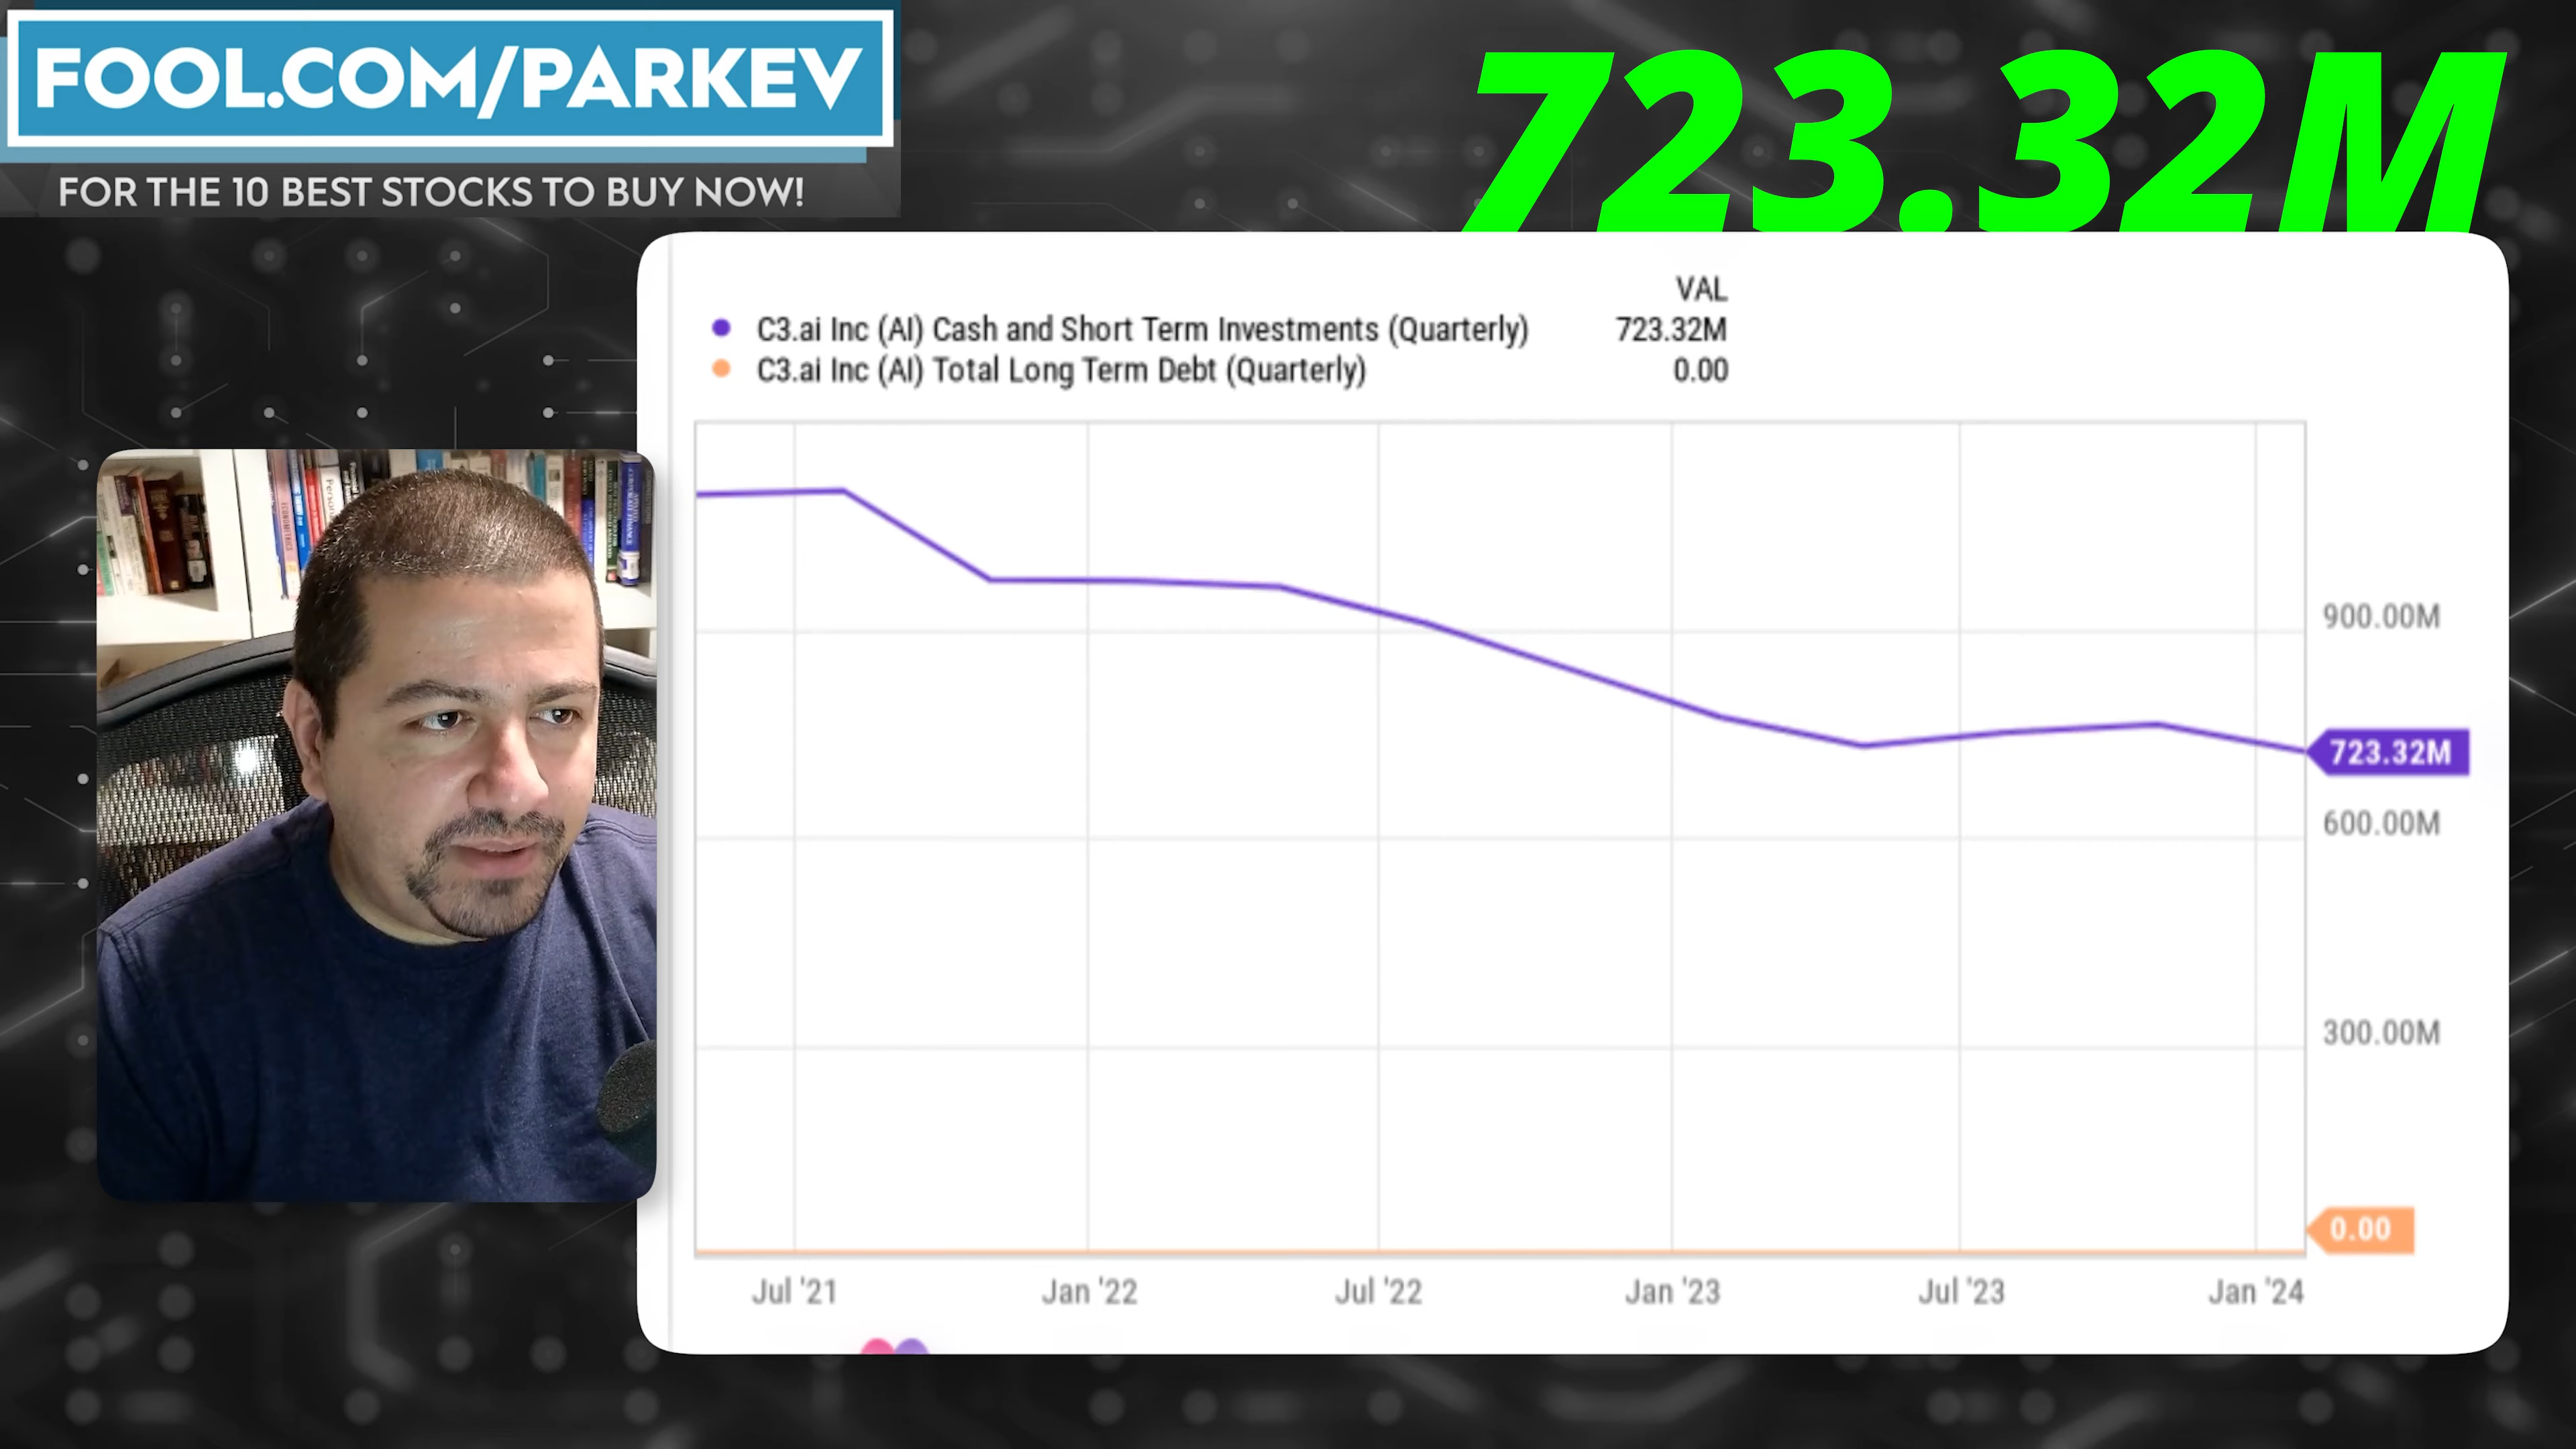 FOOL.COM/PARKEV
FOR THE 10 BEST STOCKS TO BUY NOW!
723.32M
VAL
C3.ai Inc (AI) Cash and Short Term Investments (Quarterly) 723.32M
C3.ai Inc (AI) Total Long Term Debt (Quarterly) 0.00
900.00M
723.32M
600.00M
300.00M
0.00
Jul '21 Jan '22 Jul '22 Jan '23 Jul '23 Jan '24